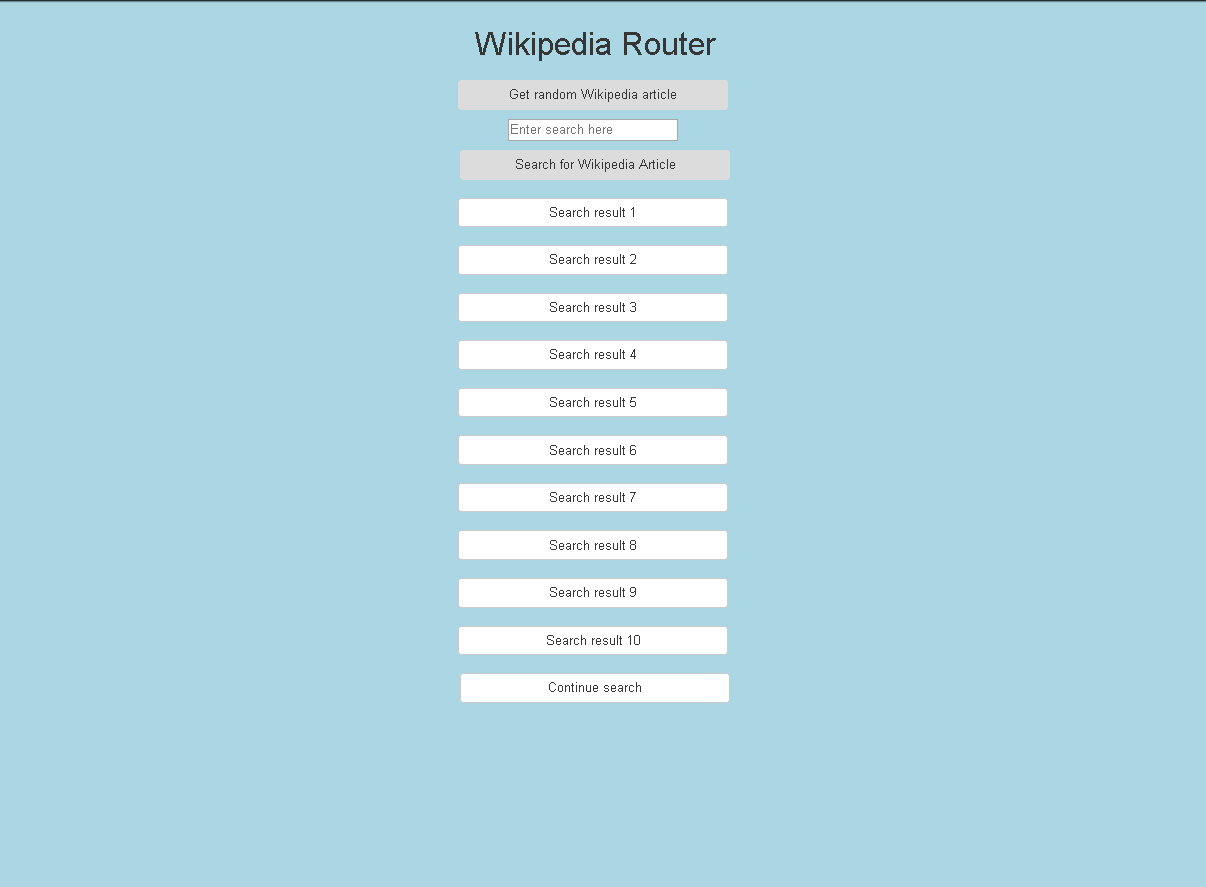 Wikipedia Router
Get random Wikipedia article
Enter search here
Search for Wikipedia Article
Search result 1
Search result 2
Search result 3
Search result 4
Search result 5
Search result 6
Search result 7
Search result 8
Search result 9
Search result 10
Continue search